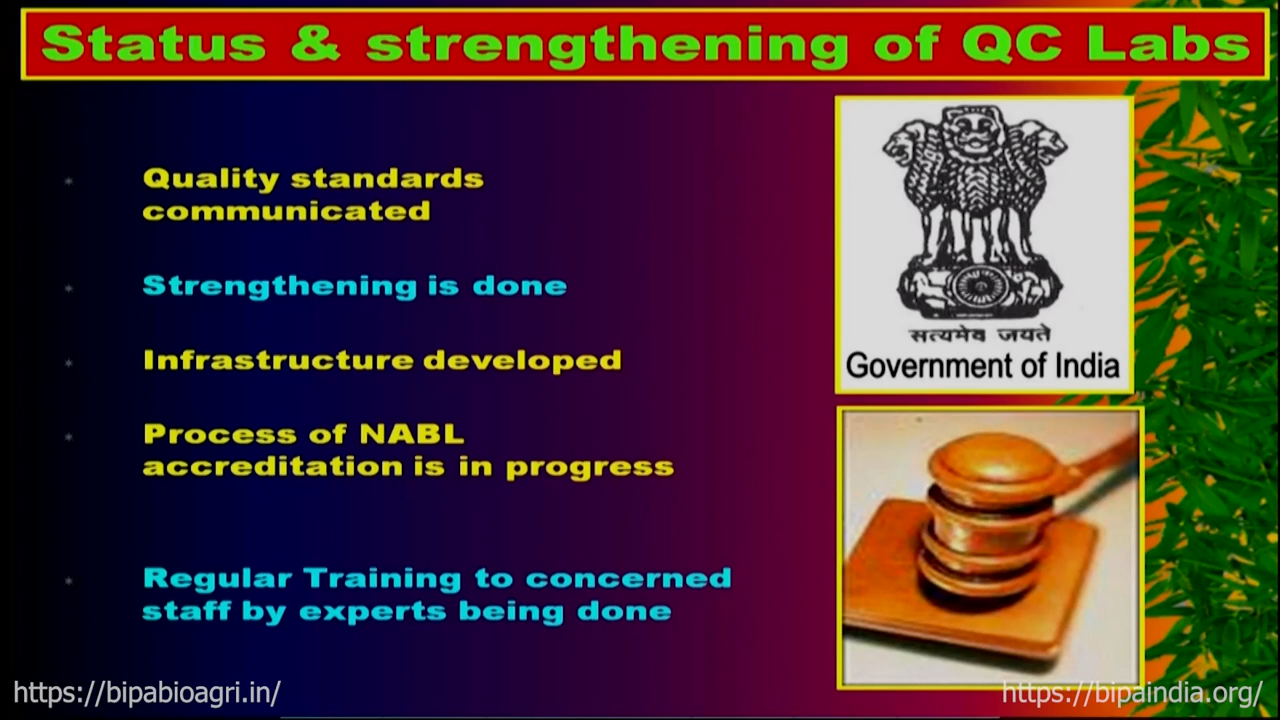 Status & strengthening of QC Labs
* Quality standards
communicated
* Strengthening is done
* Infrastructure developed
* Process of NABL
accreditation is in progress
* Regular Training to concerned
staff by experts being done
सत्यमेव जयते
Government of India
https://bipabioagri.in/
https://bipaindia.org/